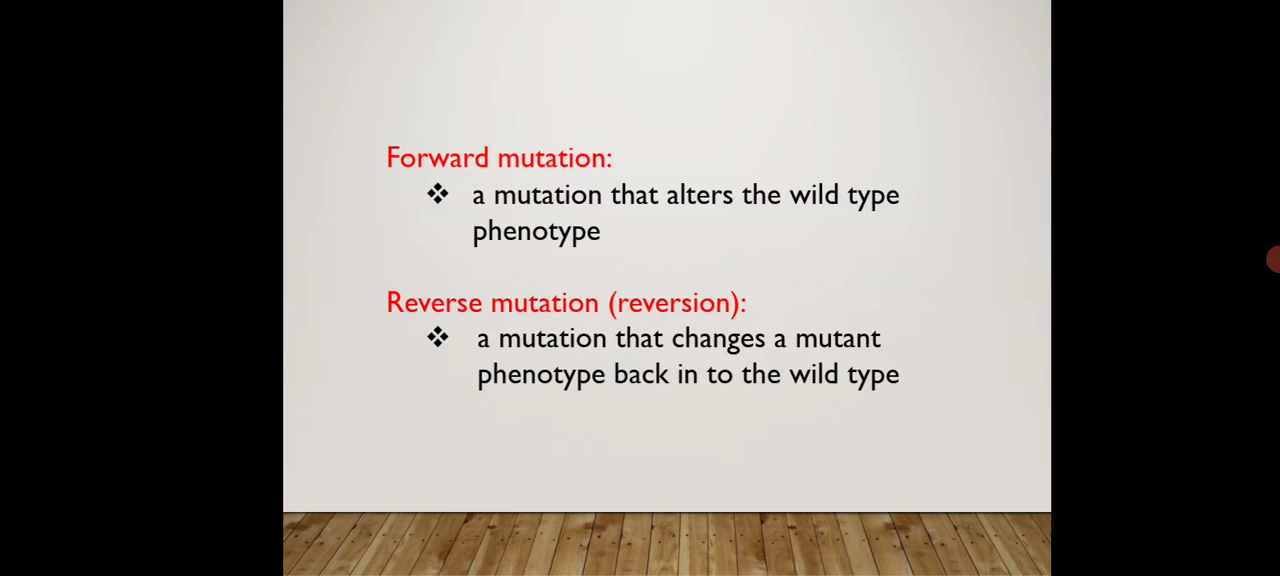 Forward mutation:
❖ a mutation that alters the wild type
phenotype
Reverse mutation (reversion):
❖ a mutation that changes a mutant
phenotype back in to the wild type